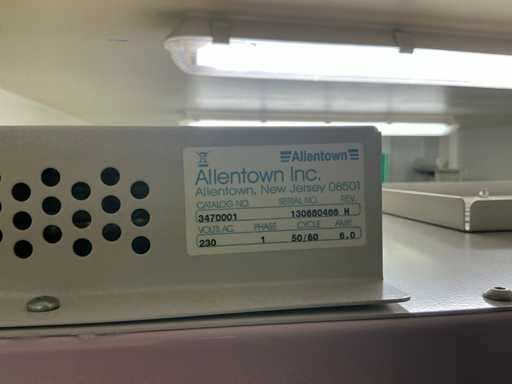 Allentown
Allentown Inc.
Allentown, New Jersey 08501
CATALOG NO. SERIAL NO. REV.
3470001 130680466 H
VOLTS AC PHASE CYCLE AMP.
230 1 50/60 6.0